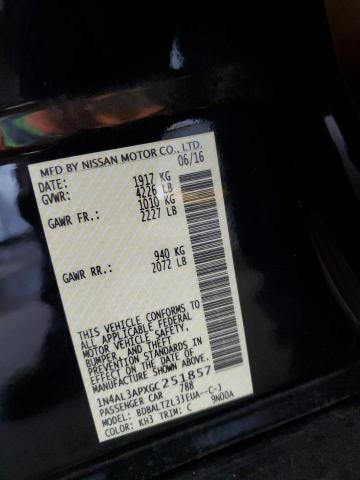 MFD BY NISSAN MOTOR CO., LTD.
DATE: 06/16
GVWR: 1917 KG
4226 LB
GAWR FR.: 1010 KG
2227 LB
GAWR RR.: 940 KG
2072 LB
THIS VEHICLE CONFORMS TO
ALL APPLICABLE FEDERAL
MOTOR VEHICLE SAFETY,
BUMPER, AND THEFT
PREVENTION STANDARDS IN
EFFECT ON THE DATE OF
MANUFACTURE SHOWN ABOVE.
1N4AL3APXGC251857
PASSENGER CAR 788
MODEL: BDBALTZL33EUA--C-J
COLOR: KH3 TRIM: C 9N00A